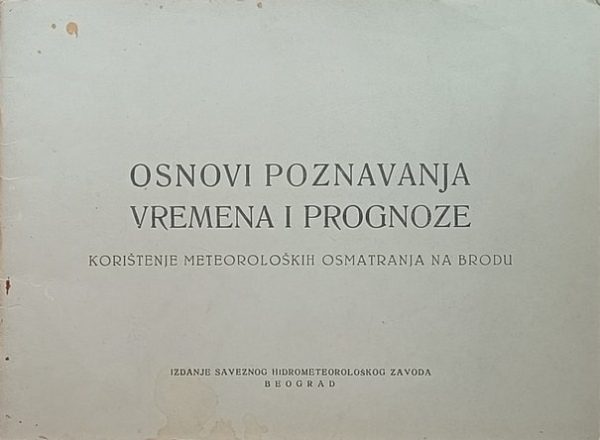 OSNOVI POZNAVANJA
VREMENA I PROGNOZE
KORIŠTENJE METEOROLOŠKIH OSMATRANJA NA BRODU
IZDANJE SAVEZNOG HIDROMETEOROLOŠKOG ZAVODA
BEOGRAD